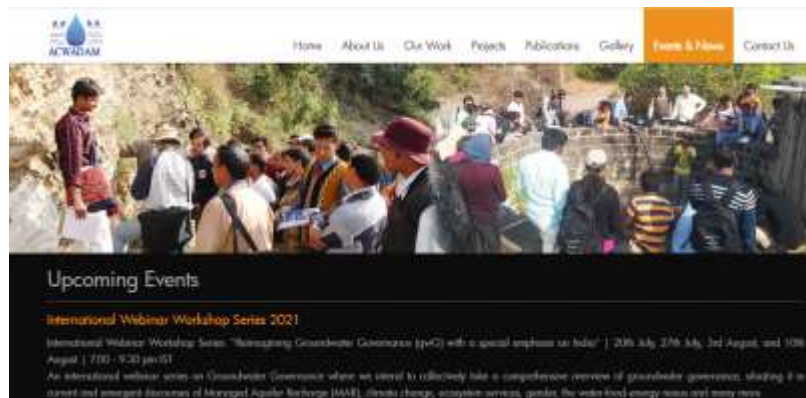 ACWADAM
Home About Us Our Work Projects Publications Gallery Events & News Contact Us
Upcoming Events
International Webinar Workshop Series 2021
International Webinar Workshop Series: "Reimagining Groundwater Governance (gwG) with a special emphasis on India" | 20th July, 27th July, 3rd August, and 10th
August | 7:00 - 9:30 pm IST
An international webinar series on Groundwater Governance where we intend to collectively take a comprehensive overview of groundwater governance, situating it in
current and emergent discourses of Managed Aquifer Recharge (MAR), climate change, ecosystem services, gender, the water-food-energy nexus and many more